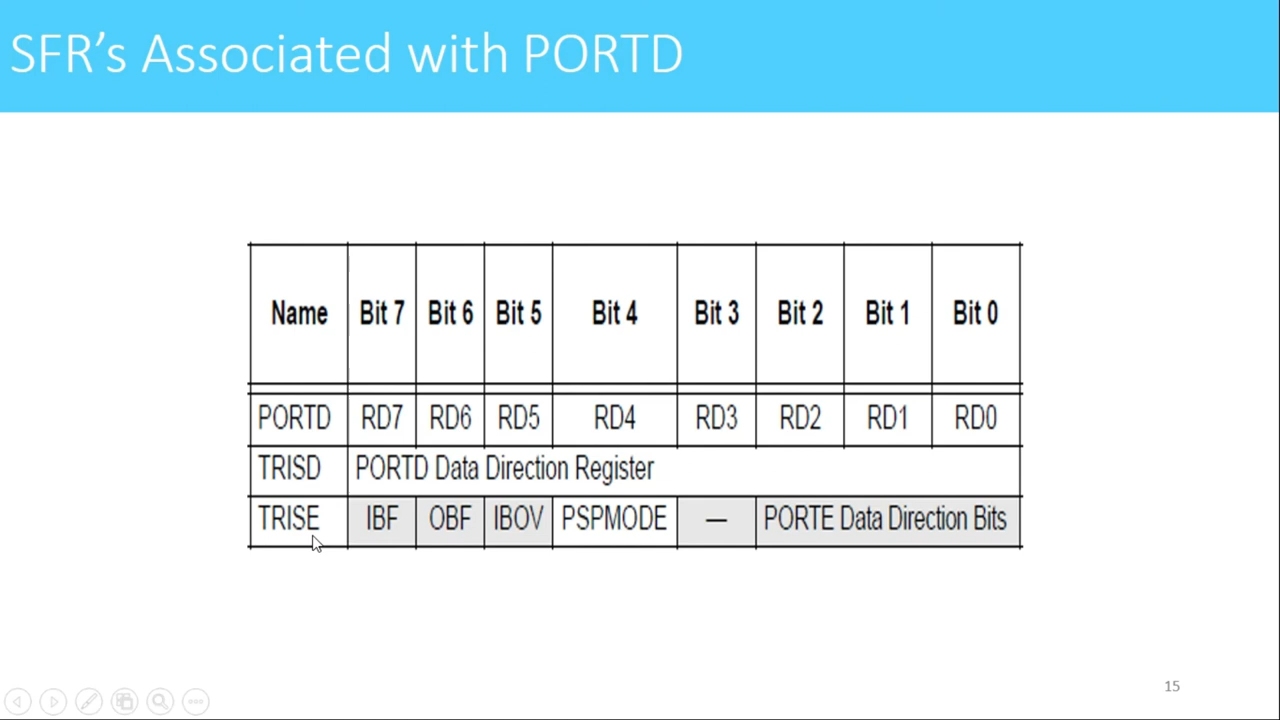 SFR's Associated with PORTD
Name Bit 7 Bit 6 Bit 5 Bit 4 Bit 3 Bit 2 Bit 1 Bit 0
PORTD RD7 RD6 RD5 RD4 RD3 RD2 RD1 RD0
TRISD PORTD Data Direction Register
TRISE IBF OBF IBOV PSPMODE — PORTE Data Direction Bits
15